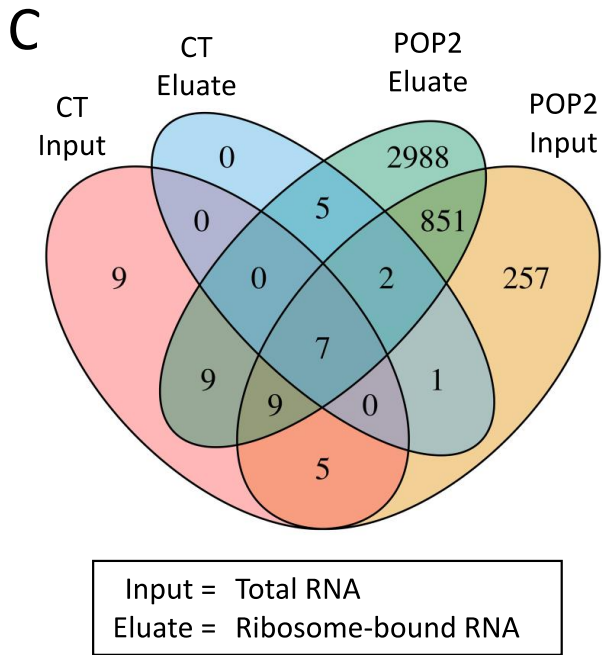 C
CT
Eluate
POP2
Eluate
CT
Input
POP2
Input
0
2988
0
5
851
9
0
2
257
7
9
9
0
1
5
Input = Total RNA
Eluate = Ribosome-bound RNA